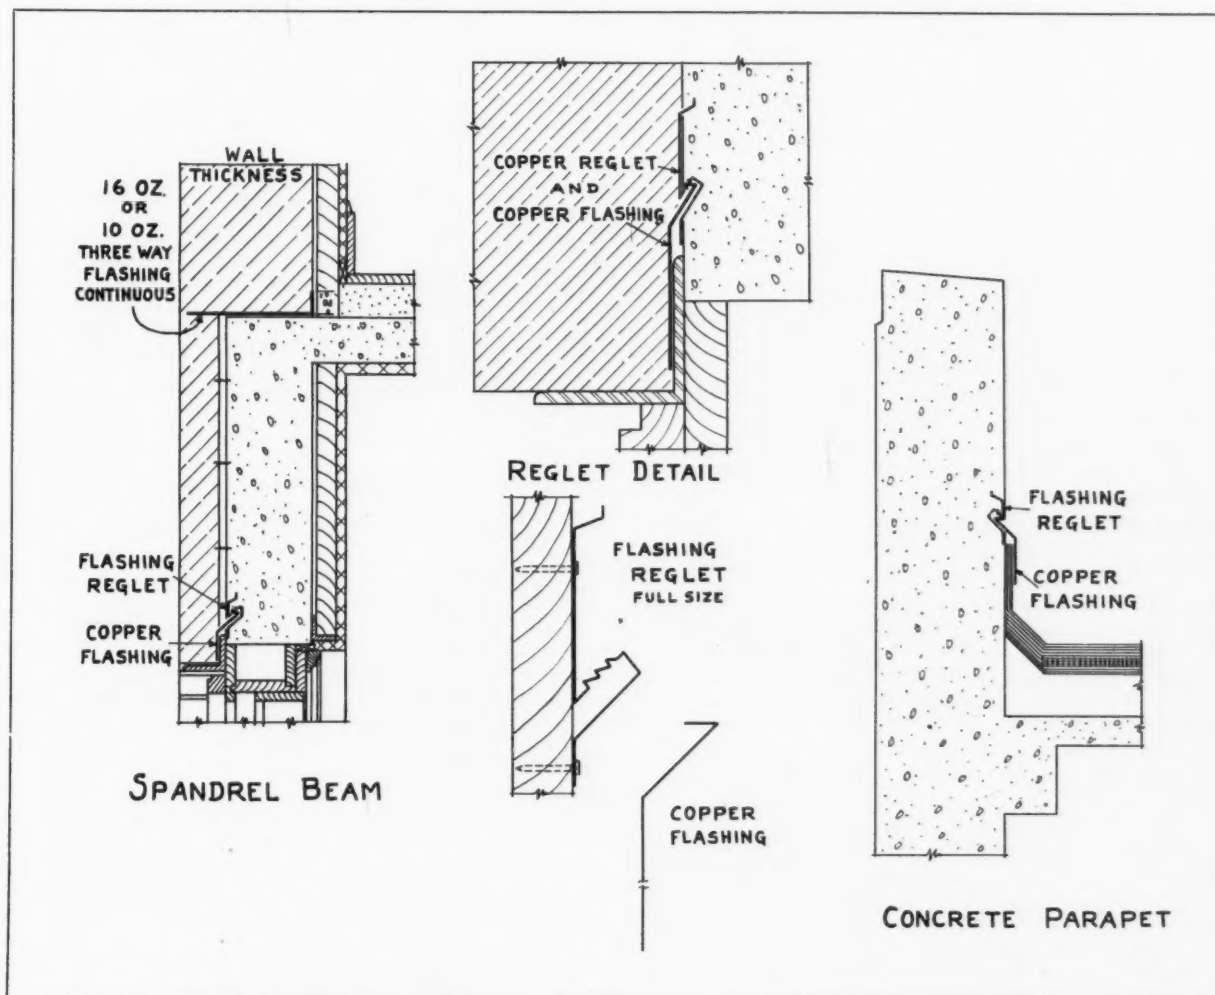 WALL
THICKNESS
16 OZ.
OR
10 OZ.
THREE WAY
FLASHING
CONTINUOUS
FLASHING
REGLET
COPPER
FLASHING
SPANDREL BEAM
COPPER REGLET
AND
COPPER FLASHING
REGLET DETAIL
FLASHING
REGLET
FULL SIZE
COPPER
FLASHING
FLASHING
REGLET
COPPER
FLASHING
CONCRETE PARAPET